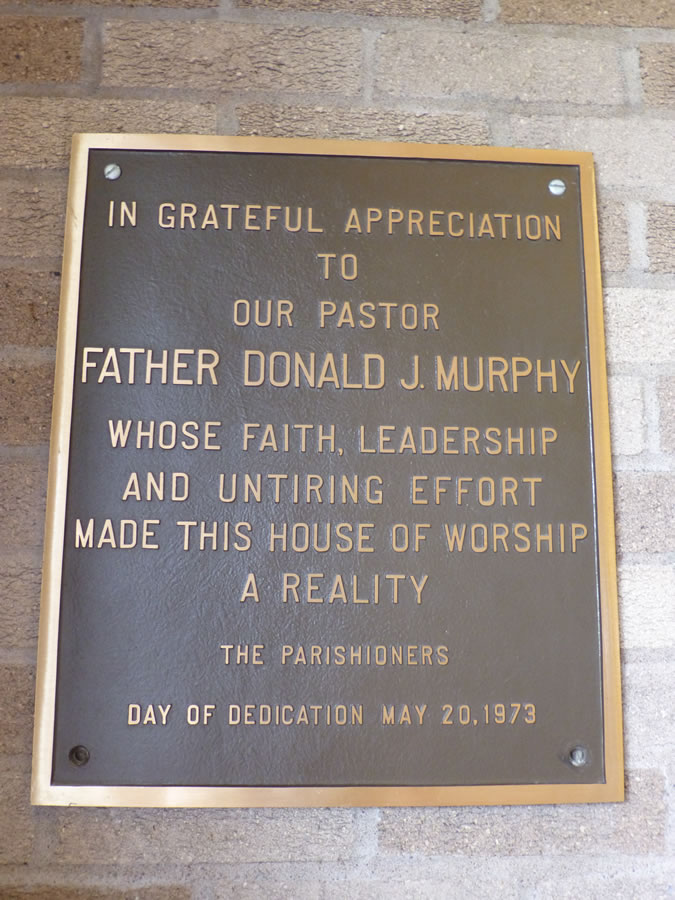 IN GRATEFUL APPRECIATION
TO
OUR PASTOR
FATHER DONALD J. MURPHY
WHOSE FAITH, LEADERSHIP
AND UNTIRING EFFORT
MADE THIS HOUSE OF WORSHIP
A REALITY
THE PARISHIONERS
DAY OF DEDICATION MAY 20, 1973